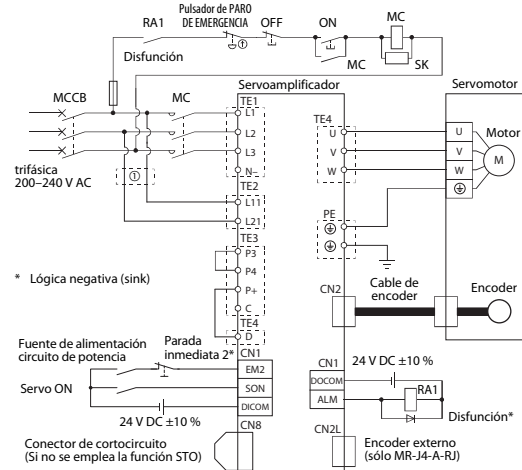 Pulsador de PARO
DE EMERGENCIA
RA1
OFF
ON
MC
①
Disfunción
MC
SK
Servoamplificador
Servomotor
MCCB
MC
TE1
L1
L2
L3
N–
TE4
U
V
W
U
V
W
Motor
M
trifásica
200–240 V AC
①
TE2
L11
L21
PE
TE3
P3
P4
P+
C
TE4
D
* Lógica negativa (sink)
CN2
Cable de
encoder
Encoder
Fuente de alimentación
circuito de potencia
Parada
inmediata 2*
CN1
EM2
SON
DICOM
Servo ON
24 V DC ±10 %
CN1
24 V DC ±10 %
DOCOM
ALM
RA1
Disfunción*
CN8
Conector de cortocircuito
(Si no se emplea la función STO)
CN2L
Encoder externo
(sólo MR-J4-A-RJ)